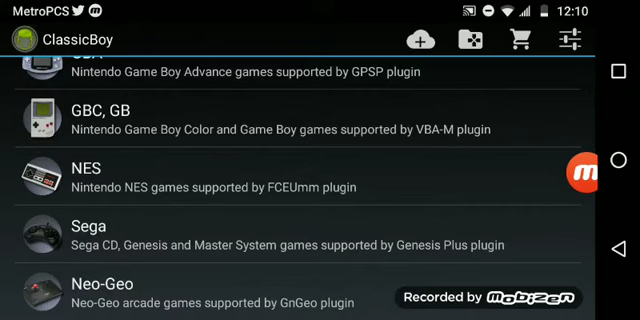 MetroPCS
12:10
ClassicBoy
GBA
Nintendo Game Boy Advance games supported by GPSP plugin
GBC, GB
Nintendo Game Boy Color and Game Boy games supported by VBA-M plugin
NES
Nintendo NES games supported by FCEUmm plugin
Sega
Sega CD, Genesis and Master System games supported by Genesis Plus plugin
Neo-Geo
Neo-Geo arcade games supported by GnGeo plugin
Recorded by mobizen